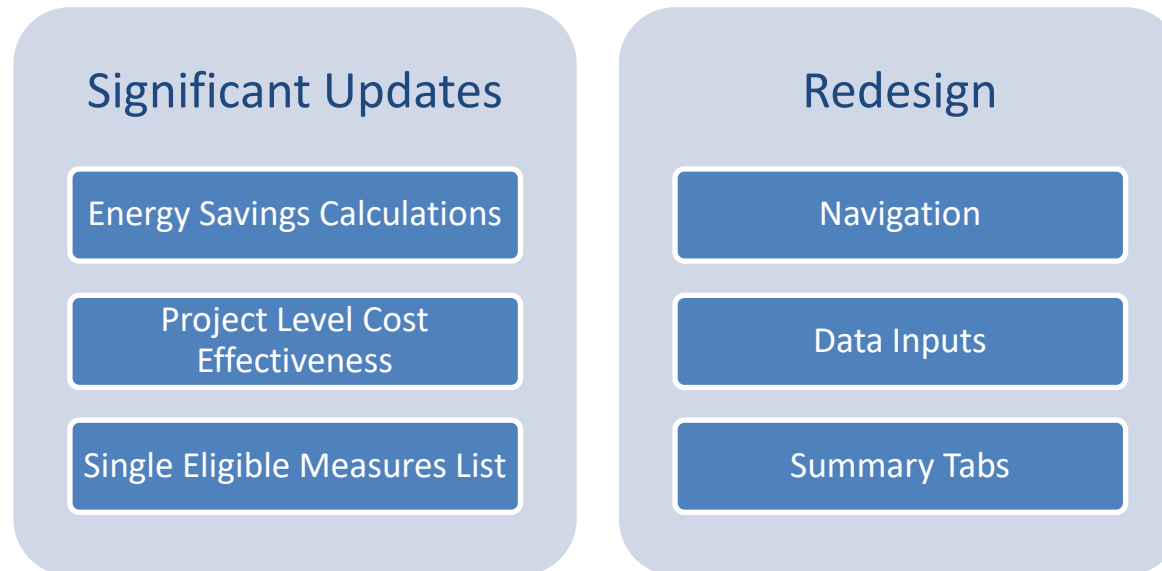 Significant Updates
Energy Savings Calculations
Project Level Cost
Effectiveness
Single Eligible Measures List
Redesign
Navigation
Data Inputs
Summary Tabs